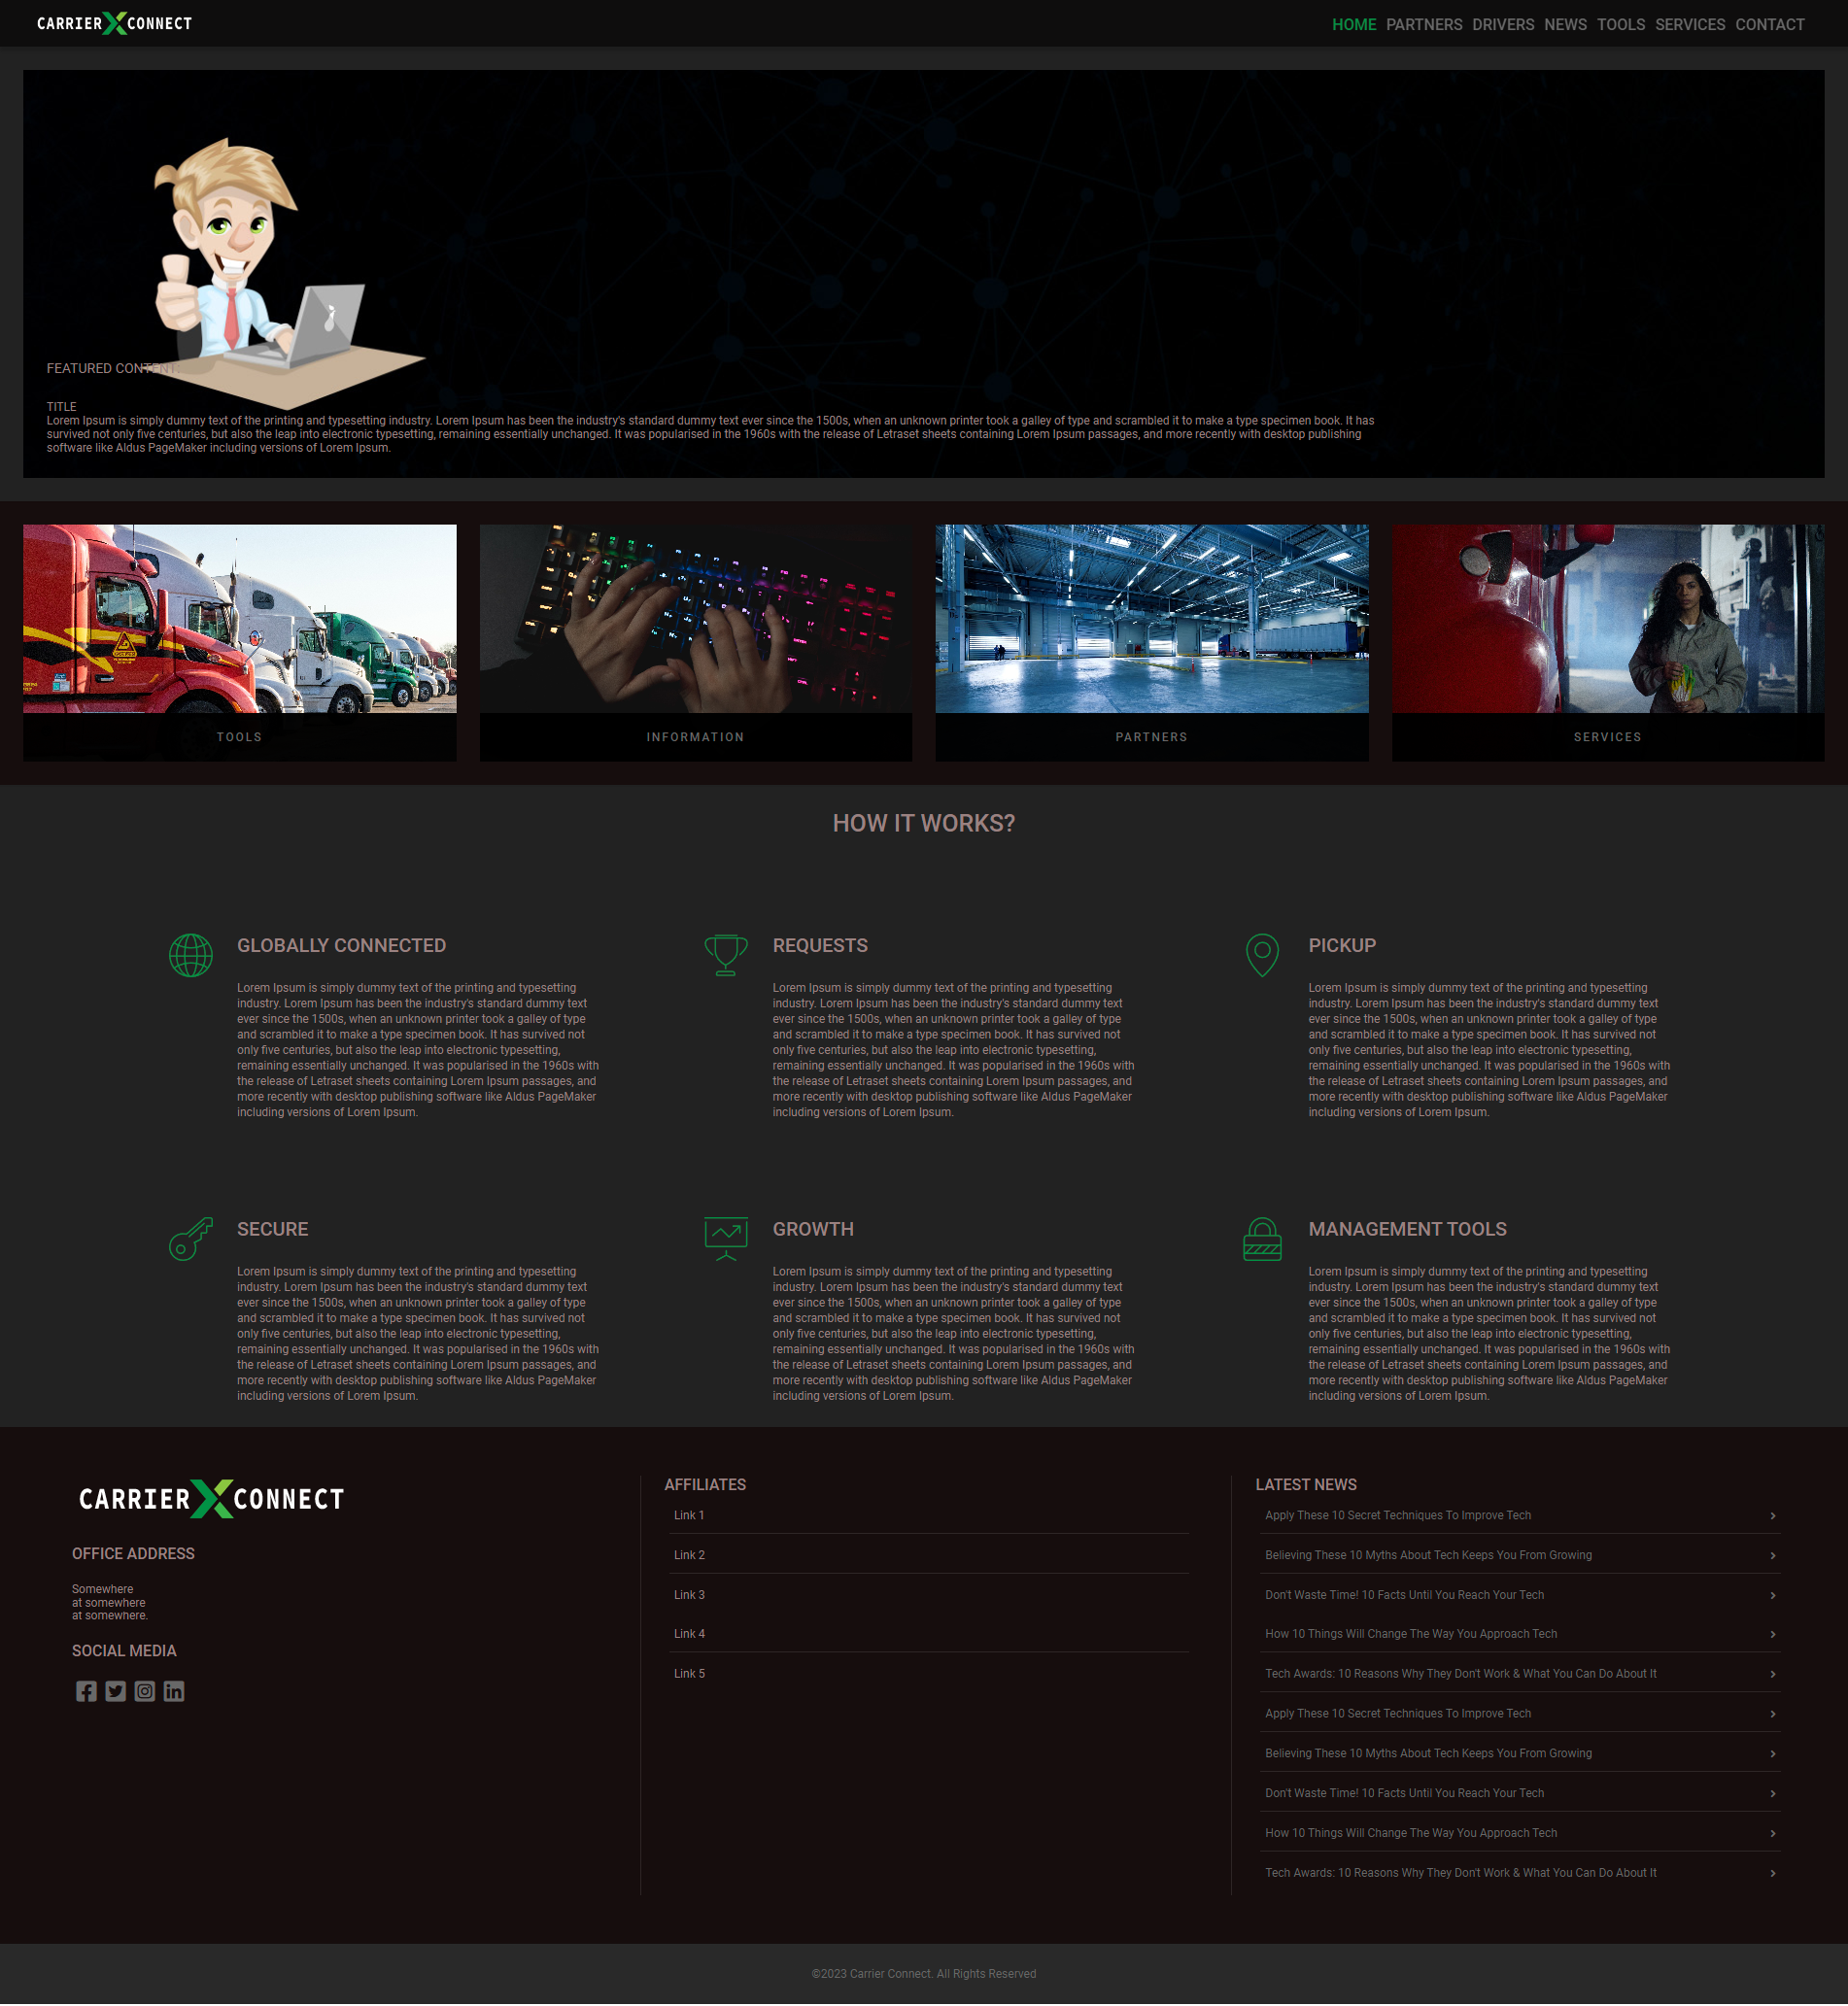 CARRIER CONNECT
HOME PARTNERS DRIVERS NEWS TOOLS SERVICES CONTACT
FEATURED CONTENT
TITLE
Lorem Ipsum is simply dummy text of the printing and typesetting industry. Lorem Ipsum has been the industry's standard dummy text ever since the 1500s, when an unknown printer took a galley of type and scrambled it to make a type specimen book. It has
survived not only five centuries, but also the leap into electronic typesetting, remaining essentially unchanged. It was popularised in the 1960s with the release of Letraset sheets containing Lorem Ipsum passages, and more recently with desktop publishing
software like Aldus PageMaker including versions of Lorem Ipsum.
TOOLS
INFORMATION
PARTNERS
SERVICES
HOW IT WORKS?
GLOBALLY CONNECTED
Lorem Ipsum is simply dummy text of the printing and typesetting
industry. Lorem Ipsum has been the industry's standard dummy text
ever since the 1500s, when an unknown printer took a galley of type
and scrambled it to make a type specimen book. It has survived not
only five centuries, but also the leap into electronic typesetting,
remaining essentially unchanged. It was popularised in the 1960s with
the release of Letraset sheets containing Lorem Ipsum passages, and
more recently with desktop publishing software like Aldus PageMaker
including versions of Lorem Ipsum.
REQUESTS
Lorem Ipsum is simply dummy text of the printing and typesetting
industry. Lorem Ipsum has been the industry's standard dummy text
ever since the 1500s, when an unknown printer took a galley of type
and scrambled it to make a type specimen book. It has survived not
only five centuries, but also the leap into electronic typesetting,
remaining essentially unchanged. It was popularised in the 1960s with
the release of Letraset sheets containing Lorem Ipsum passages, and
more recently with desktop publishing software like Aldus PageMaker
including versions of Lorem Ipsum.
PICKUP
Lorem Ipsum is simply dummy text of the printing and typesetting
industry. Lorem Ipsum has been the industry's standard dummy text
ever since the 1500s, when an unknown printer took a galley of type
and scrambled it to make a type specimen book. It has survived not
only five centuries, but also the leap into electronic typesetting,
remaining essentially unchanged. It was popularised in the 1960s with
the release of Letraset sheets containing Lorem Ipsum passages, and
more recently with desktop publishing software like Aldus PageMaker
including versions of Lorem Ipsum.
SECURE
Lorem Ipsum is simply dummy text of the printing and typesetting
industry. Lorem Ipsum has been the industry's standard dummy text
ever since the 1500s, when an unknown printer took a galley of type
and scrambled it to make a type specimen book. It has survived not
only five centuries, but also the leap into electronic typesetting,
remaining essentially unchanged. It was popularised in the 1960s with
the release of Letraset sheets containing Lorem Ipsum passages, and
more recently with desktop publishing software like Aldus PageMaker
including versions of Lorem Ipsum.
GROWTH
Lorem Ipsum is simply dummy text of the printing and typesetting
industry. Lorem Ipsum has been the industry's standard dummy text
ever since the 1500s, when an unknown printer took a galley of type
and scrambled it to make a type specimen book. It has survived not
only five centuries, but also the leap into electronic typesetting,
remaining essentially unchanged. It was popularised in the 1960s with
the release of Letraset sheets containing Lorem Ipsum passages, and
more recently with desktop publishing software like Aldus PageMaker
including versions of Lorem Ipsum.
MANAGEMENT TOOLS
Lorem Ipsum is simply dummy text of the printing and typesetting
industry. Lorem Ipsum has been the industry's standard dummy text
ever since the 1500s, when an unknown printer took a galley of type
and scrambled it to make a type specimen book. It has survived not
only five centuries, but also the leap into electronic typesetting,
remaining essentially unchanged. It was popularised in the 1960s with
the release of Letraset sheets containing Lorem Ipsum passages, and
more recently with desktop publishing software like Aldus PageMaker
including versions of Lorem Ipsum.
CARRIER CONNECT
OFFICE ADDRESS
Somewhere
at somewhere
at somewhere.
SOCIAL MEDIA
AFFILIATES
Link 1
Link 2
Link 3
Link 4
Link 5
LATEST NEWS
Apply These 10 Secret Techniques To Improve Tech
Believing These 10 Myths About Tech Keeps You From Growing
Don't Waste Time! 10 Facts Until You Reach Your Tech
How 10 Things Will Change The Way You Approach Tech
Tech Awards: 10 Reasons Why They Don't Work & What You Can Do About It
Apply These 10 Secret Techniques To Improve Tech
Believing These 10 Myths About Tech Keeps You From Growing
Don't Waste Time! 10 Facts Until You Reach Your Tech
How 10 Things Will Change The Way You Approach Tech
Tech Awards: 10 Reasons Why They Don't Work & What You Can Do About It
©2023 Carrier Connect. All Rights Reserved